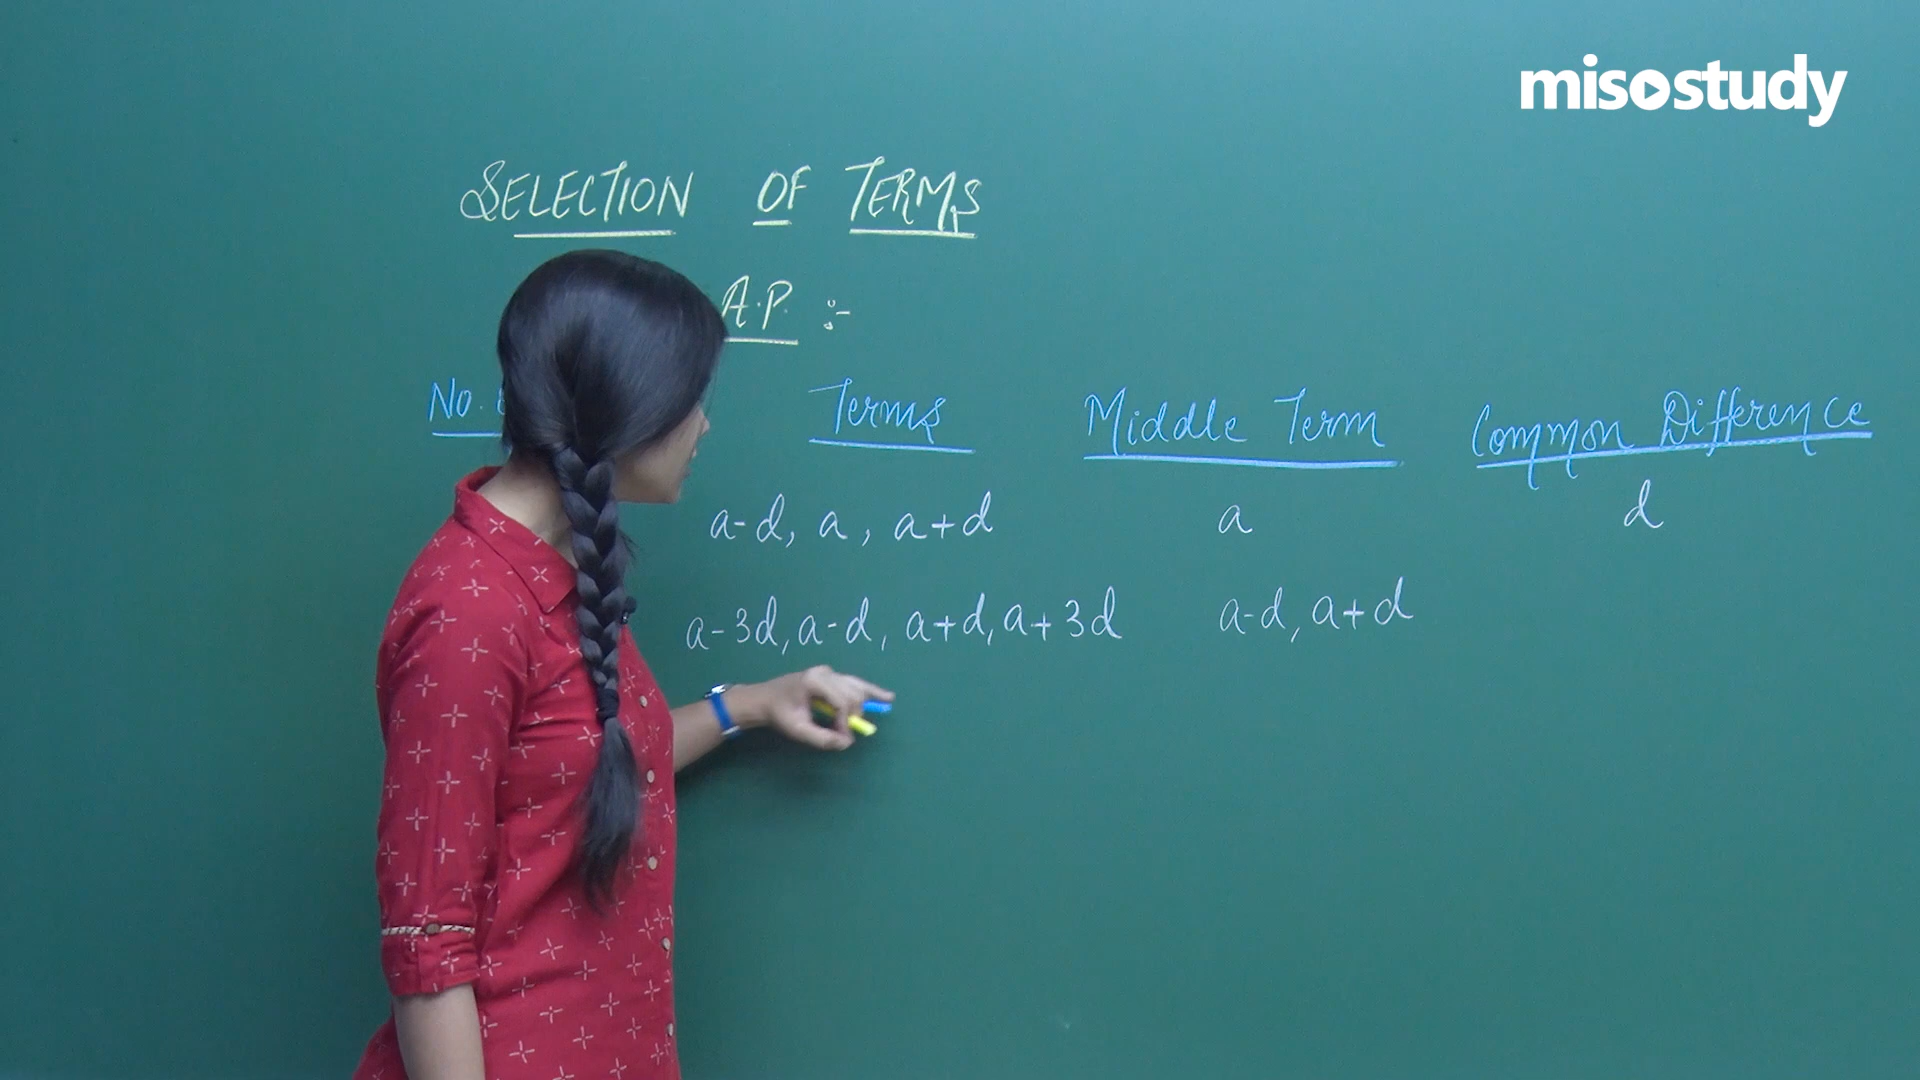 misostudy
SELECTION OF TERMS
A.P. :-
No. Terms Middle Term Common Difference
a-d, a, a+d a d
a-3d, a-d, a+d, a+3d a-d, a+d